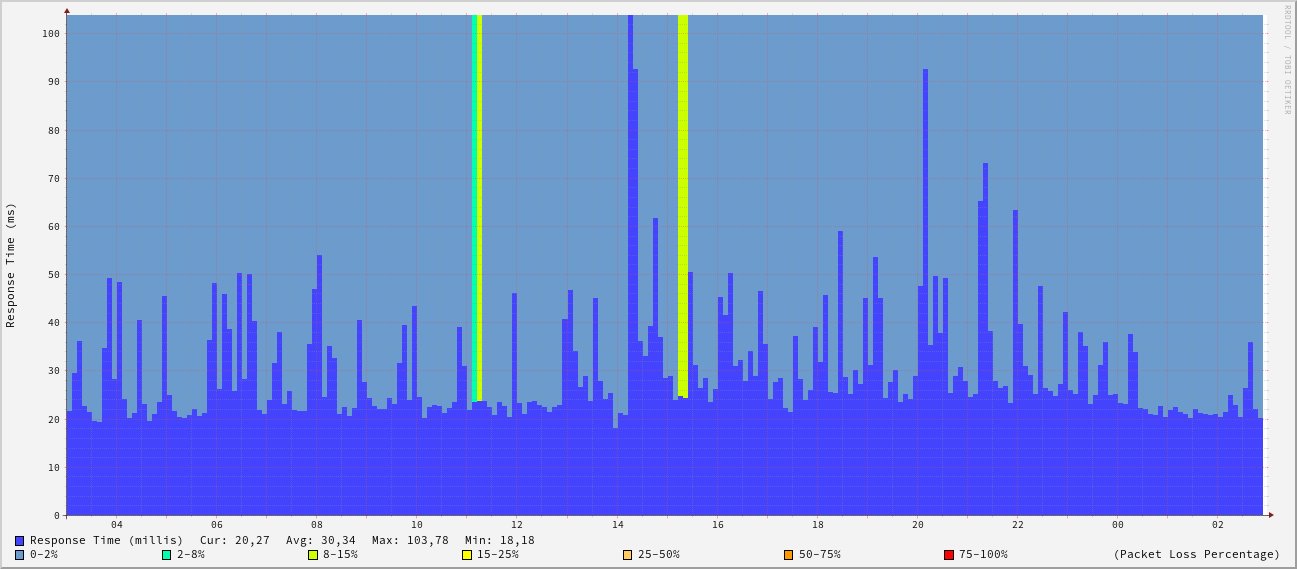 RRDTOOL / TOBI OETIKER
Response Time (ms)
100
90
80
70
60
50
40
30
20
10
0
04 06 08 10 12 14 16 18 20 22 00 02
Response Time (millis) Cur: 20,27 Avg: 30,34 Max: 103,78 Min: 18,18
0-2% 2-8% 8-15% 15-25% 25-50% 50-75% 75-100% (Packet Loss Percentage)